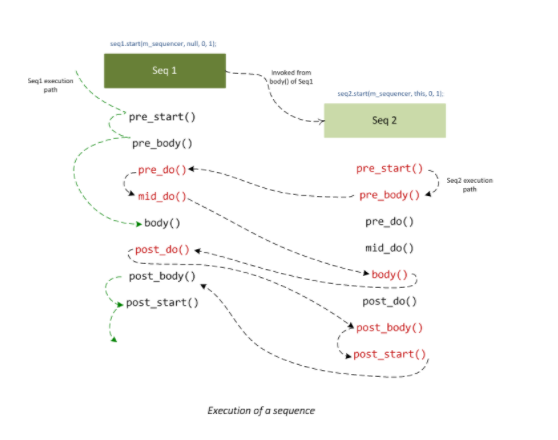 seq1.start(m_sequencer, null, 0, 1);
Seq 1
Seq1 execution
path
invoked from
body() of Seq1
seq2.start(m_sequencer, this, 0, 1);
Seq 2
pre_start()
pre_body()
pre_do()
mid_do()
body()
post_do()
post_body()
post_start()
pre_start()
pre_body()
Seq2 execution
path
pre_do()
mid_do()
body()
post_do()
post_body()
post_start()
Execution of a sequence